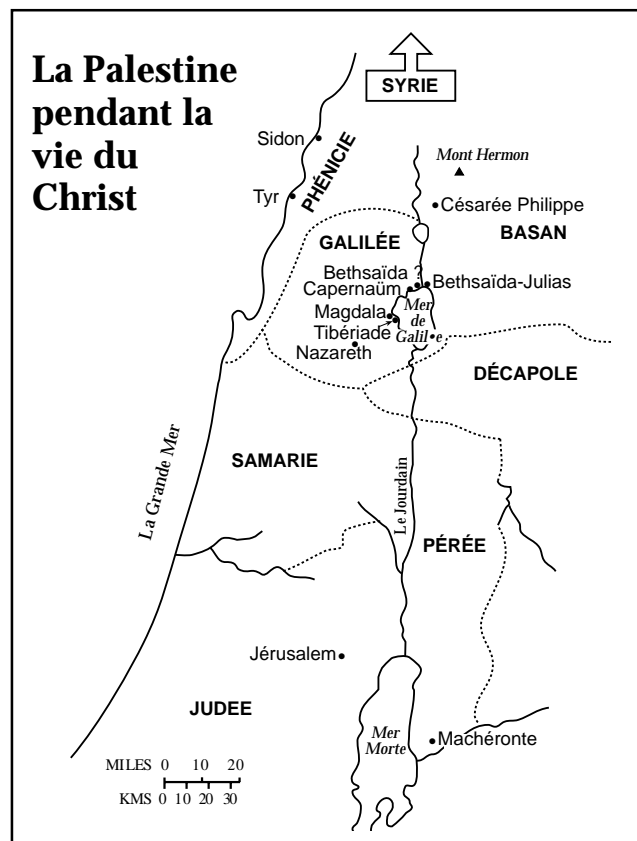 La Palestine
pendant la
vie du
Christ
SYRIE
Sidon
Mont Hermon
PHÉNICIE
Tyr
Césarée Philippe
GALILÉE
BASAN
Bethsaïda ?
Bethsaïda-Julias
Capernaüm
Magdala
Mer
de
Galil•e
Tibériade
Nazareth
DÉCAPOLE
La Grande Mer
SAMARIE
Le Jourdain
PÉRÉE
Jérusalem
JUDEE
Mer
Morte
Machéronte
MILES 0 10 20
KMS 0 10 20 30